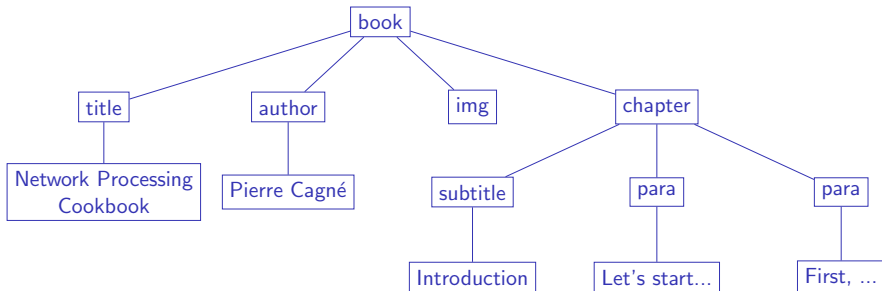 book
title
author
img
chapter
Network Processing
Cookbook
Pierre Cagné
subtitle
para
para
Introduction
Let's start...
First, ...